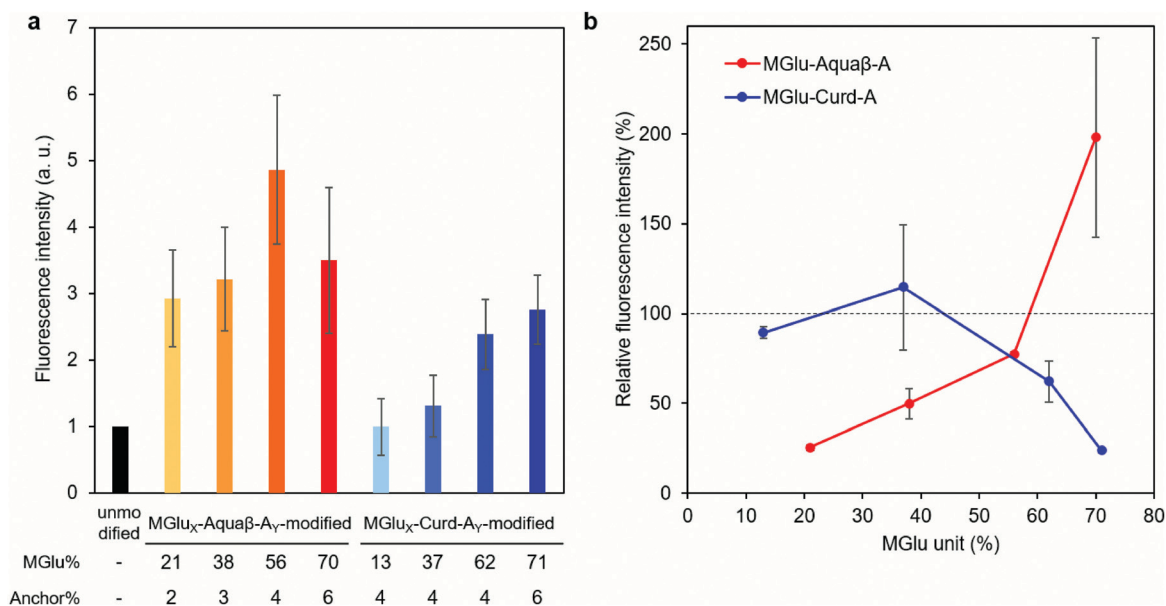 a
Fluorescence intensity (a. u.)
7
6
5
4
3
2
1
0
unmo
dified
MGluX-Aquaβ-AY-modified
MGluX-Curd-AY-modified
MGlu% - 21 38 56 70 13 37 62 71
Anchor% - 2 3 4 6 4 4 4 6
b
Relative fluorescence intensity (%)
250
200
150
100
50
0
MGlu-Aquaβ-A
MGlu-Curd-A
0 10 20 30 40 50 60 70 80
MGlu unit (%)